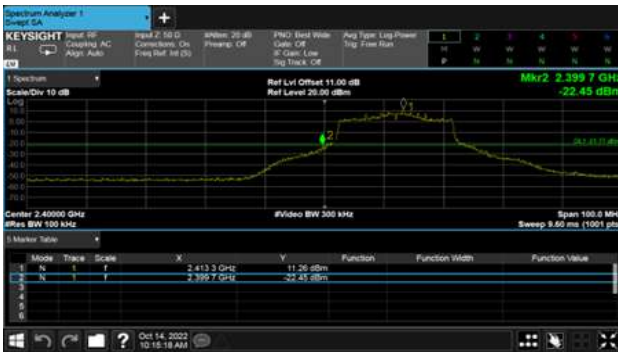 Spectrum Analyzer 1
Swept SA
+
KEYSIGHT Input: RF
R L Coupling: AC
Align: Auto
Input Z: 50 Ω
Corrections: On
Freq Ref: Int (S)
#Atten: 20 dB
Preamp: Off
PNO: Best Wide
Gate: Off
IF Gain: Low
Sig Track: Off
Avg Type: Log-Power
Trig: Free Run
1 Spectrum
Scale/Div 10 dB
Log
Ref Lvl Offset 11.00 dB
Ref Level 20.00 dBm
Mkr2 2.399 7 GHz
-22.45 dBm
1
2
Center 2.40000 GHz
#Res BW 100 kHz
#Video BW 300 kHz
Span 100.0 MH
Sweep 9.60 ms (1001 pts
5 Marker Table
Mode Trace Scale X Y Function Function Width Function Value
1 N 1 f 2.413 3 GHz 11.26 dBm
2 N 1 f 2.399 7 GHz -22.45 dBm
3
4
5
6
? Oct 14, 2022
10:15:18 AM